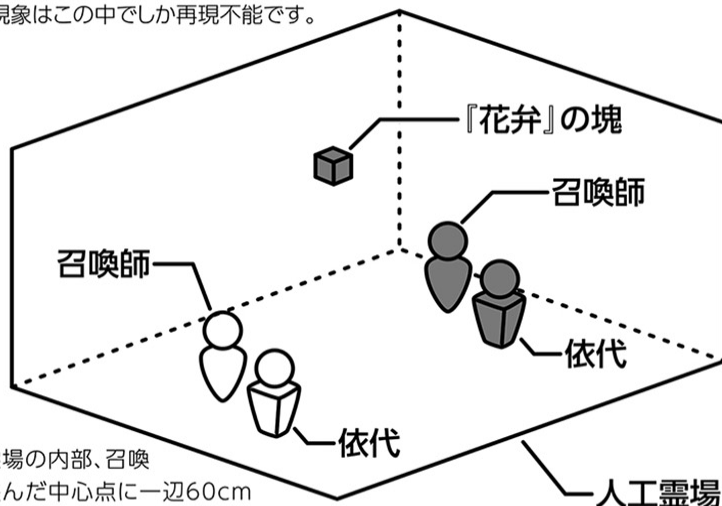 現象はこの中でしか再現不能です。
『花弁』の塊
召喚師
召喚師
依代
依代
場の内部、召喚
んだ中心点に一辺60cm
人工霊場